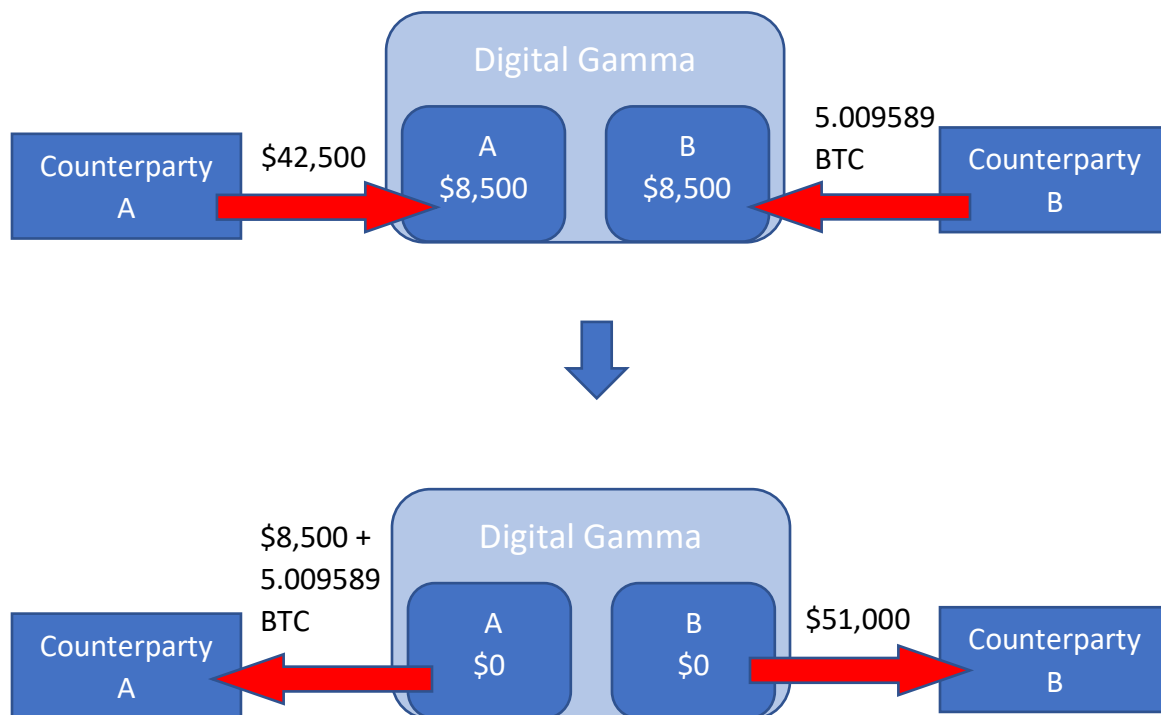 Digital Gamma
Counterparty
A
$42,500
A
$8,500
B
$8,500
5.009589
BTC
Counterparty
B
Digital Gamma
$8,500 +
5.009589
BTC
Counterparty
A
A
$0
B
$0
$51,000
Counterparty
B